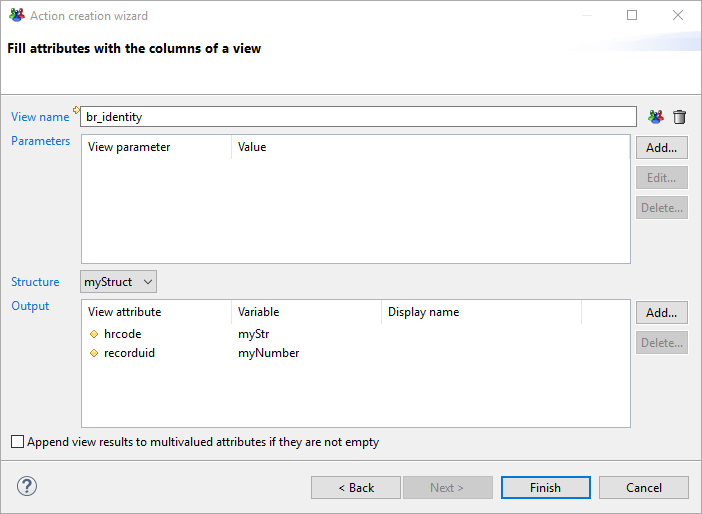 Action creation wizard
Fill attributes with the columns of a view
View name br_identity
Parameters View parameter Value Add...
Edit...
Delete...
Structure myStruct
Output View attribute Variable Display name Add...
hrcode myStr
recorduid myNumber Delete...
Append view results to multivalued attributes if they are not empty
? < Back Next > Finish Cancel